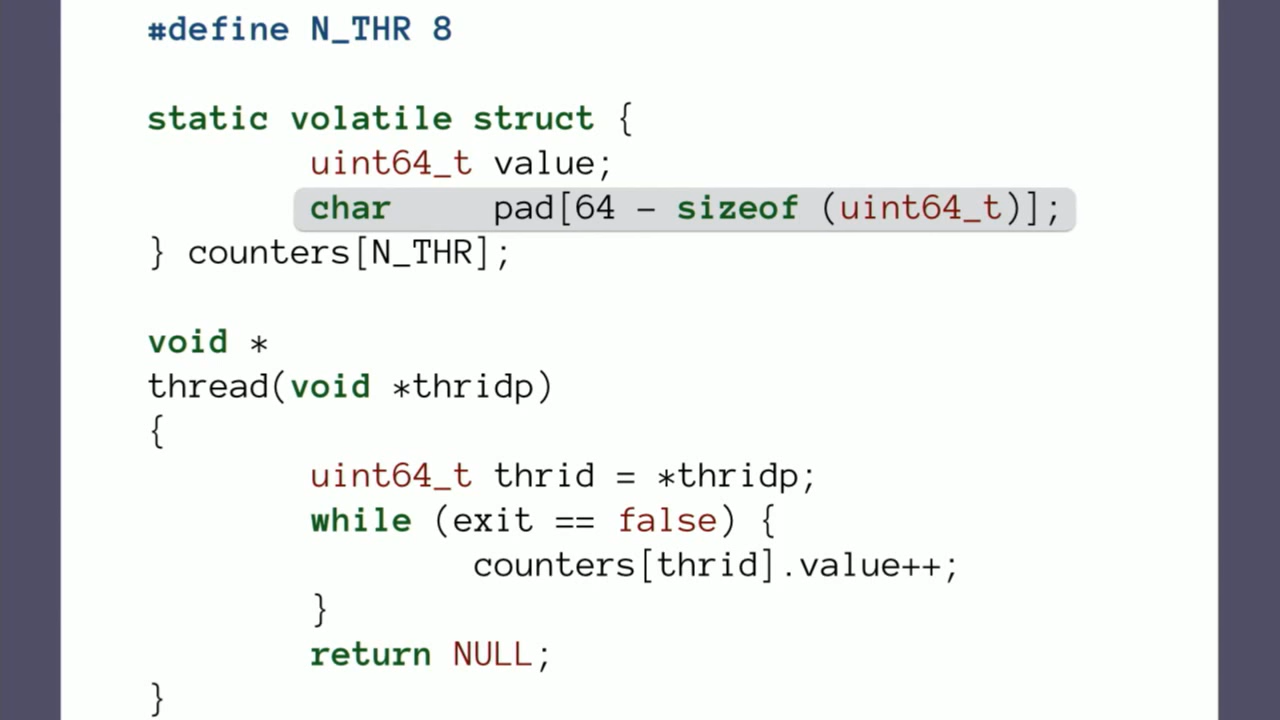 #define N_THR 8
static volatile struct {
uint64_t value;
char pad[64 – sizeof (uint64_t)];
} counters[N_THR];
void *
thread(void *thridp)
{
uint64_t thrid = *thridp;
while (exit == false) {
counters[thrid].value++;
}
return NULL;
}